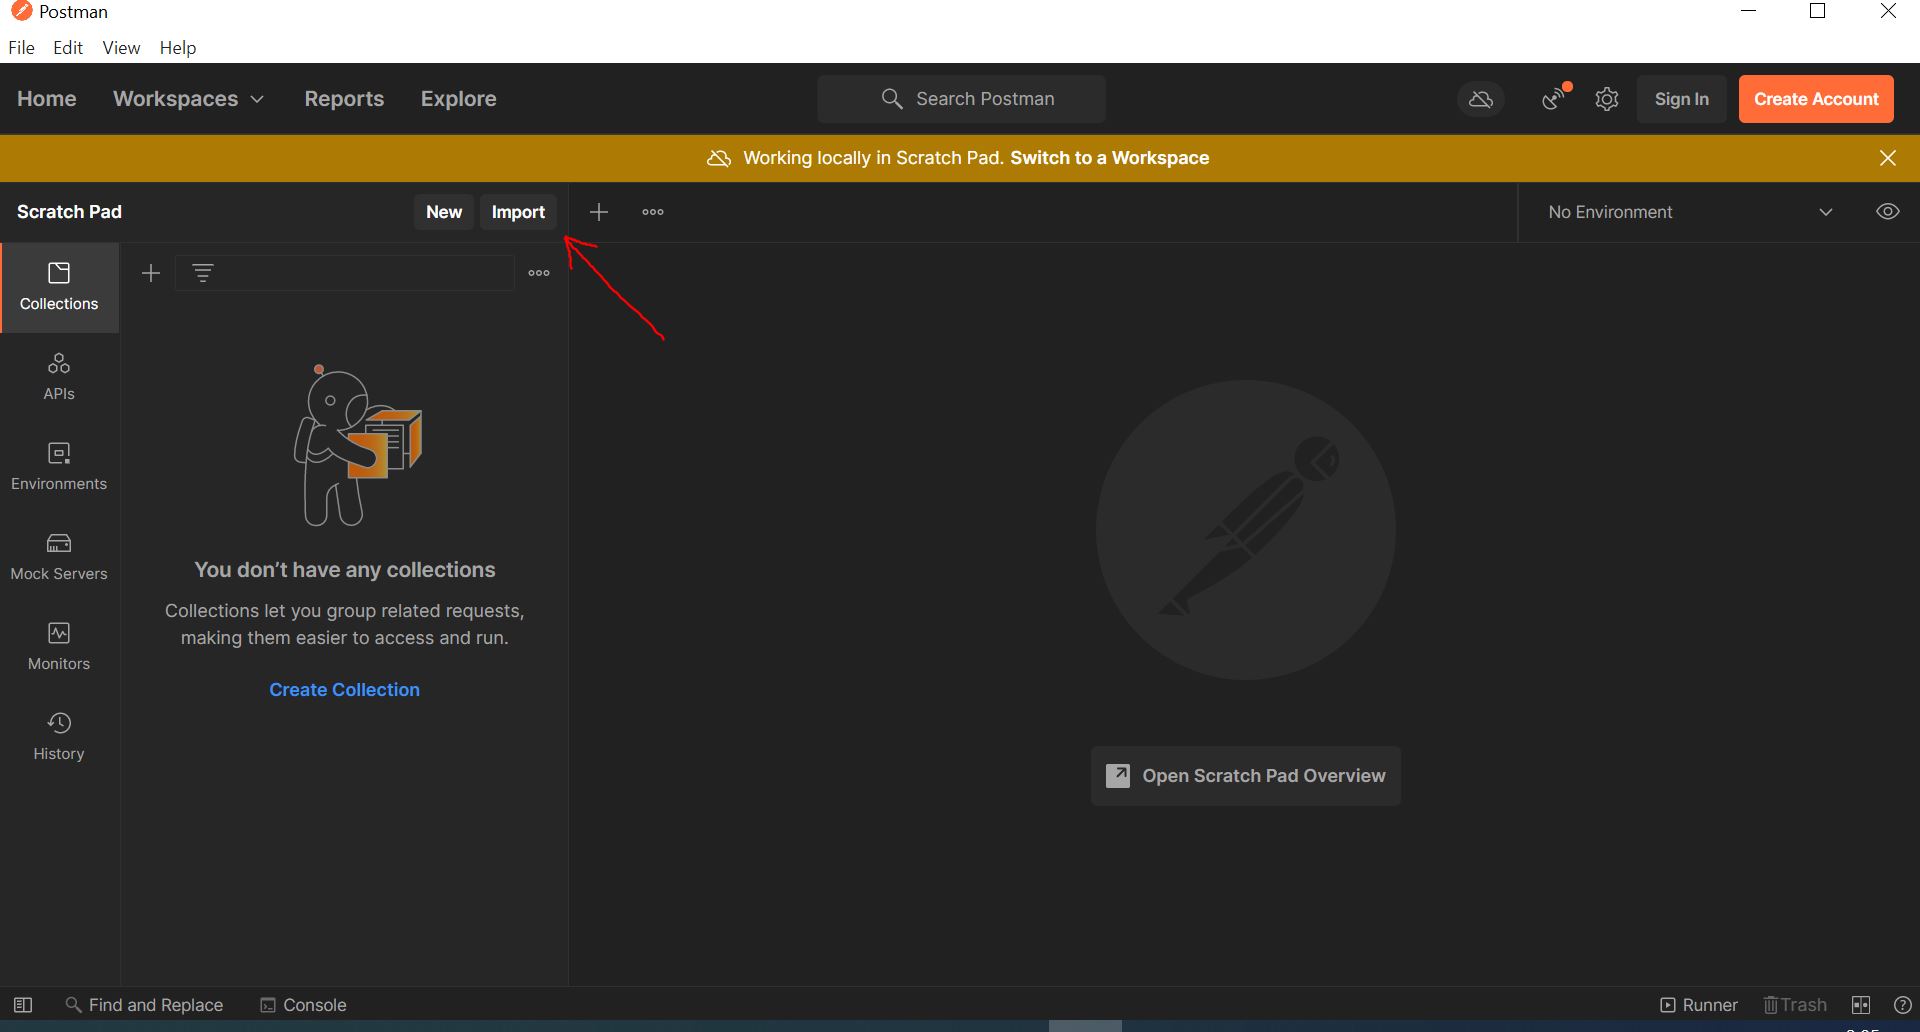 Postman
File Edit View Help
Home Workspaces Reports Explore Search Postman Sign In Create Account
Working locally in Scratch Pad. Switch to a Workspace
Scratch Pad New Import No Environment
Collections
APIs
Environments
Mock Servers
Monitors
History
You don’t have any collections
Collections let you group related requests,
making them easier to access and run.
Create Collection
Open Scratch Pad Overview
Find and Replace Console Runner Trash